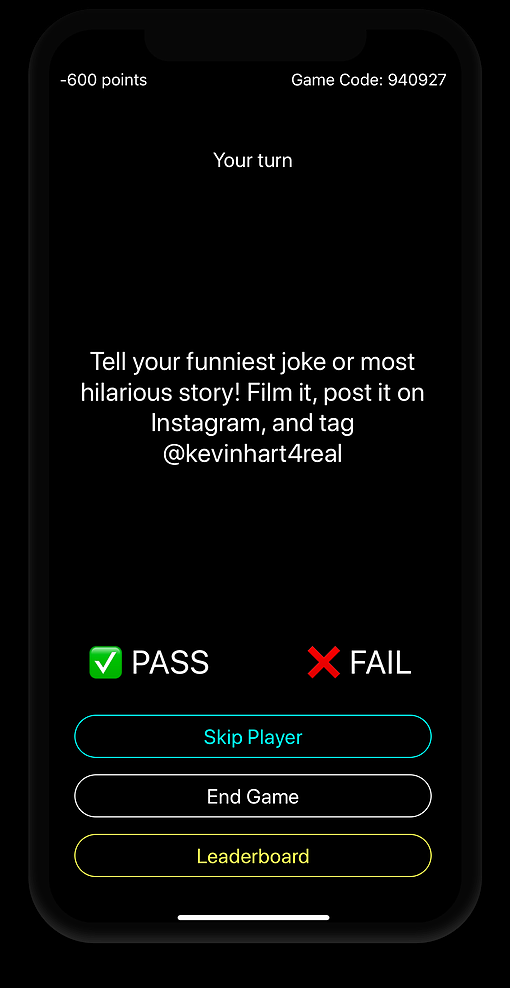 -600 points
Game Code: 940927
Your turn
Tell your funniest joke or most
hilarious story! Film it, post it on
Instagram, and tag
@kevinhart4real
✅ PASS
❌ FAIL
Skip Player
End Game
Leaderboard